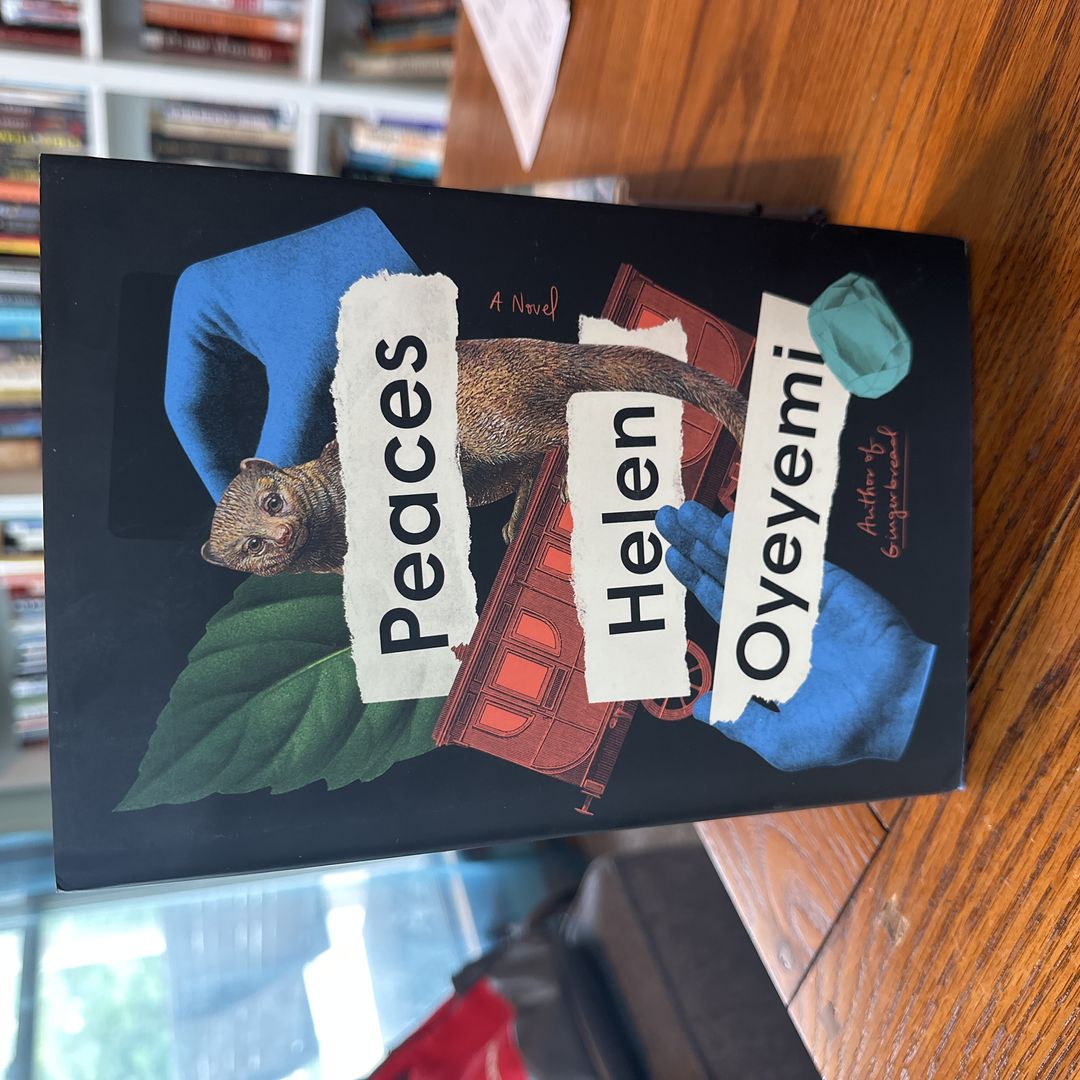 Peaces
A Novel
Helen
Oyeyemi
Author of
Gingerbread